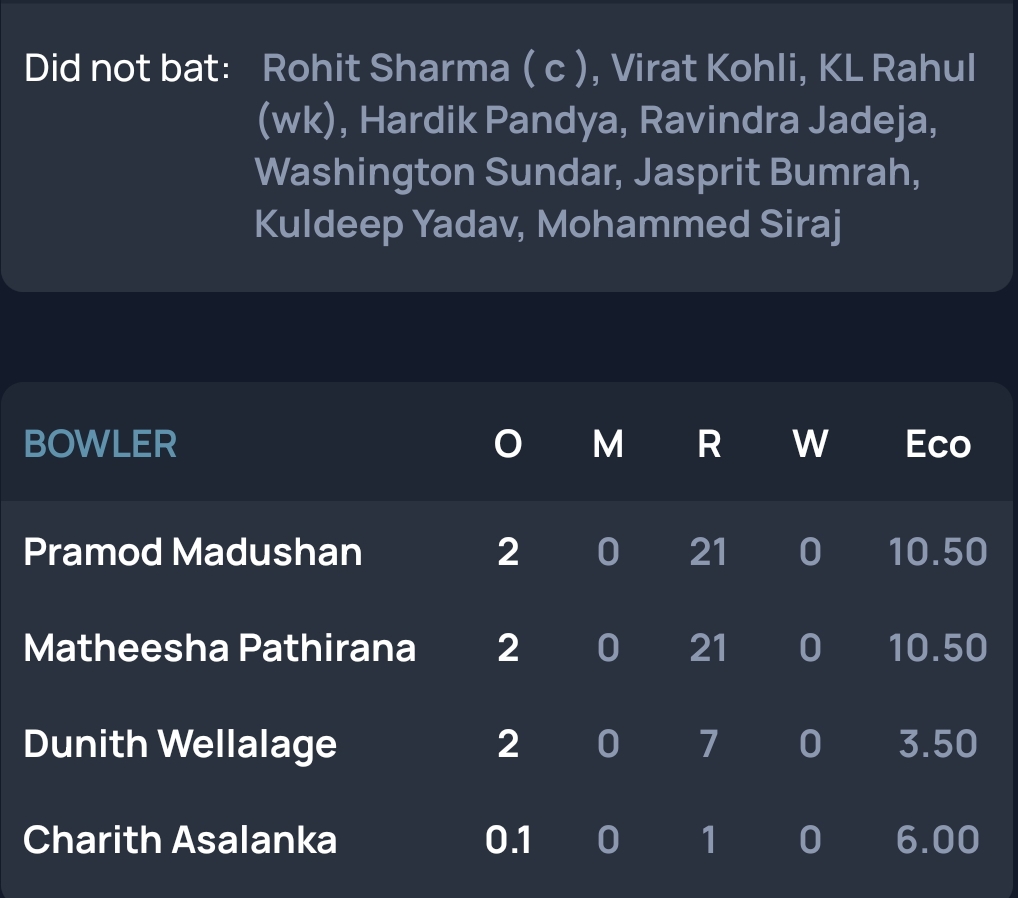 Did not bat: Rohit Sharma ( c ), Virat Kohli, KL Rahul
(wk), Hardik Pandya, Ravindra Jadeja,
Washington Sundar, Jasprit Bumrah,
Kuldeep Yadav, Mohammed Siraj
BOWLER O M R W Eco
Pramod Madushan 2 0 21 0 10.50
Matheesha Pathirana 2 0 21 0 10.50
Dunith Wellalage 2 0 7 0 3.50
Charith Asalanka 0.1 0 1 0 6.00